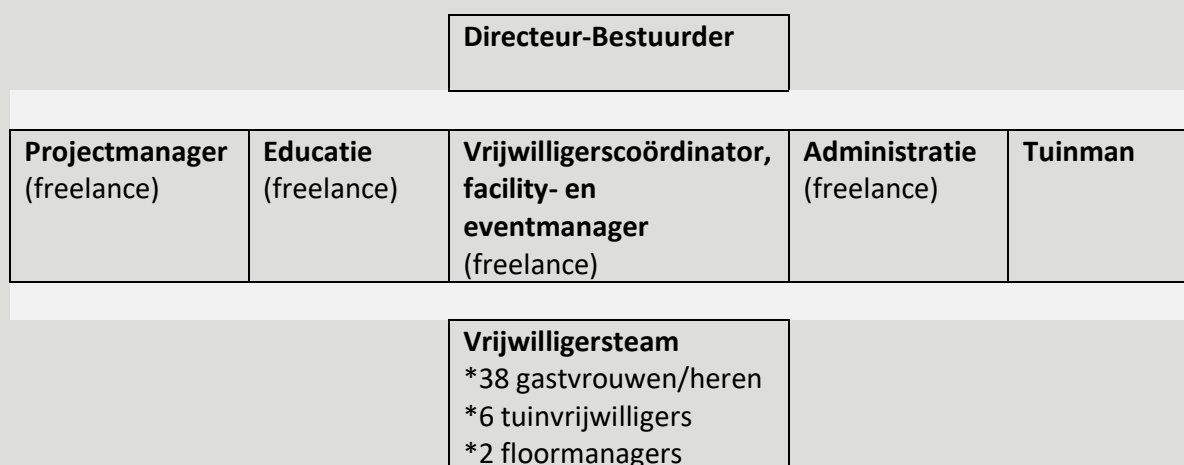 Directeur-Bestuurder
Projectmanager
(freelance)
Educatie
(freelance)
Vrijwilligerscoördinator,
facility- en
eventmanager
(freelance)
Administratie
(freelance)
Tuinman
Vrijwilligersteam
*38 gastvrouwen/heren
*6 tuinvrijwilligers
*2 floormanagers